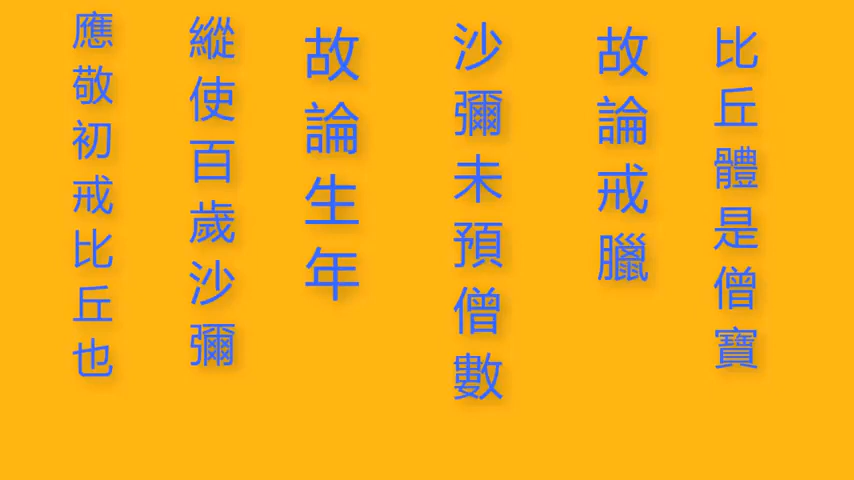 比丘體是僧寶
故論戒臘
沙彌未預僧數
故論生年
縱使百歲沙彌
應敬初戒比丘也